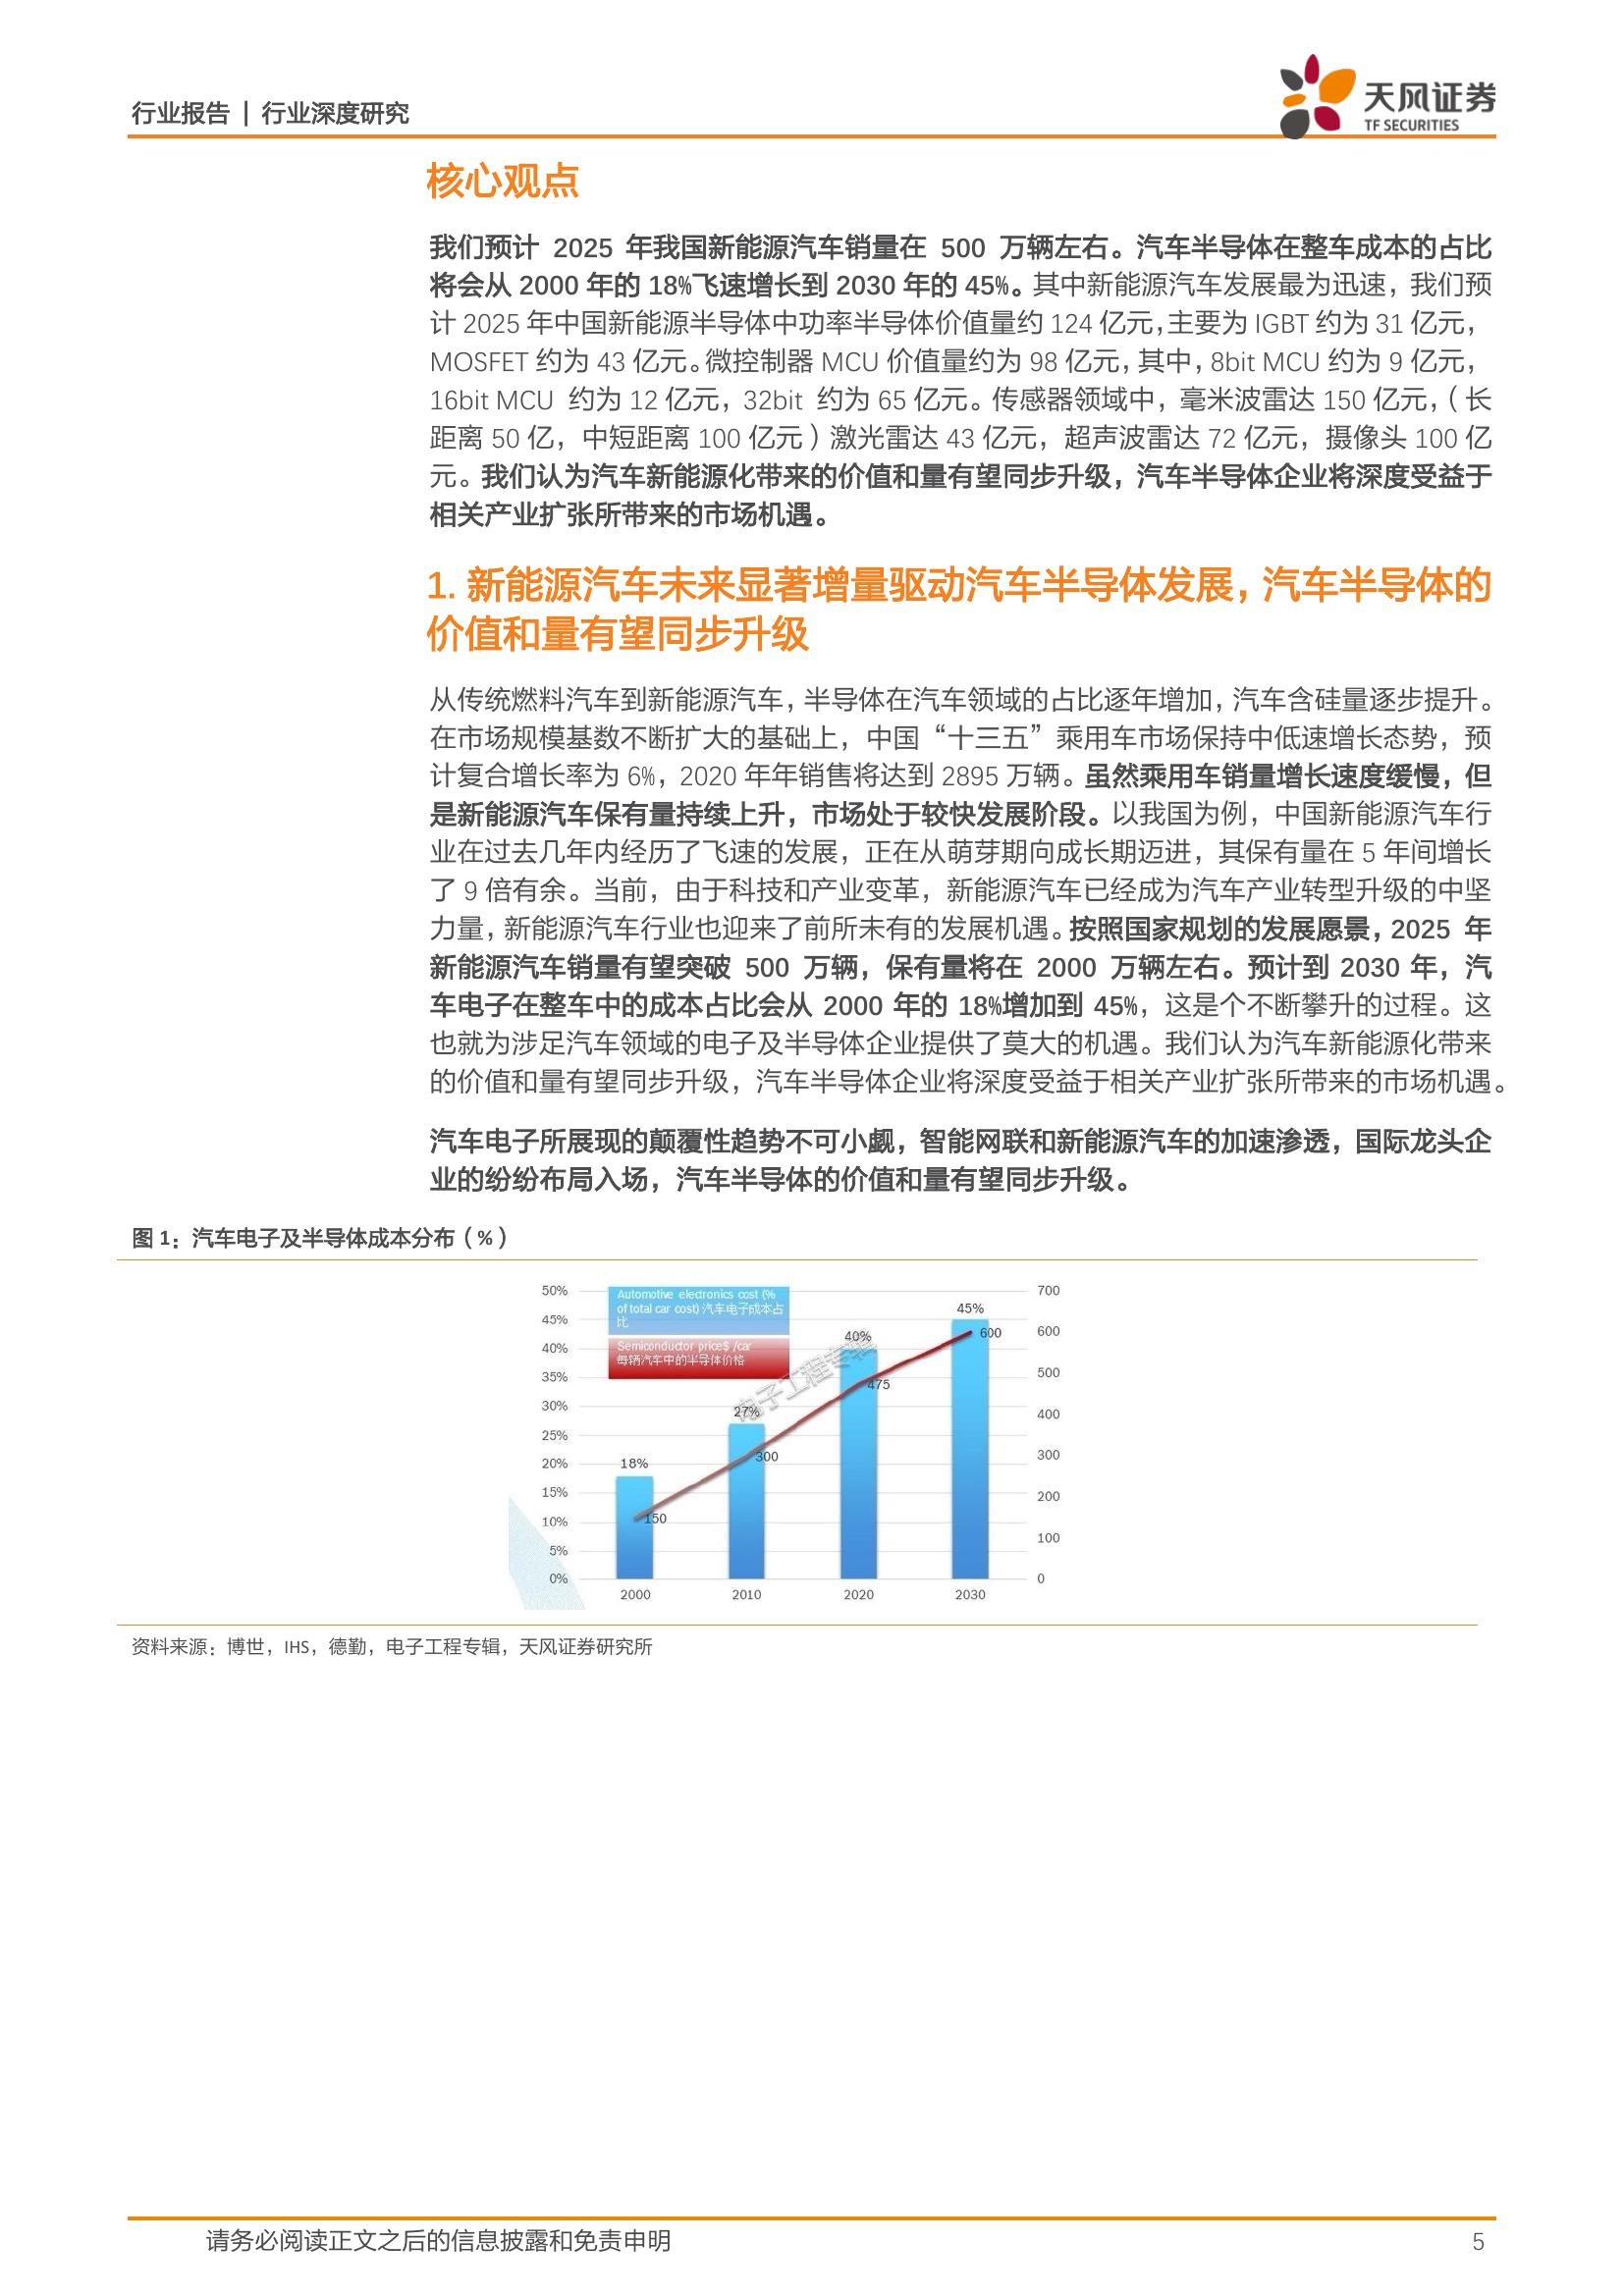 行业报告 | 行业深度研究
天风证券
TF SECURITIES
核心观点
我们预计 2025 年我国新能源汽车销量在 500 万辆左右。汽车半导体在整车成本的占比
将会从 2000 年的 18%飞速增长到 2030 年的 45%。其中新能源汽车发展最为迅速，我们预
计 2025 年中国新能源半导体中功率半导体价值量约 124 亿元，主要为 IGBT 约为 31 亿元，
MOSFET 约为 43 亿元。微控制器 MCU 价值量约为 98 亿元，其中，8bit MCU 约为 9 亿元，
16bit MCU 约为 12 亿元，32bit 约为 65 亿元。传感器领域中，毫米波雷达 150 亿元，（长
距离 50 亿，中短距离 100 亿元）激光雷达 43 亿元，超声波雷达 72 亿元，摄像头 100 亿
元。我们认为汽车新能源化带来的价值和量有望同步升级，汽车半导体企业将深度受益于
相关产业扩张所带来的市场机遇。
1. 新能源汽车未来显著增量驱动汽车半导体发展，汽车半导体的
价值和量有望同步升级
从传统燃料汽车到新能源汽车，半导体在汽车领域的占比逐年增加，汽车含硅量逐步提升。
在市场规模基数不断扩大的基础上，中国“十三五”乘用车市场保持中低速增长态势，预
计复合增长率为 6%，2020 年年销售将达到 2895 万辆。虽然乘用车销量增长速度缓慢，但
是新能源汽车保有量持续上升，市场处于较快发展阶段。以我国为例，中国新能源汽车行
业在过去几年内经历了飞速的发展，正在从萌芽期向成长期迈进，其保有量在 5 年间增长
了 9 倍有余。当前，由于科技和产业变革，新能源汽车已经成为汽车产业转型升级的中坚
力量，新能源汽车行业也迎来了前所未有的发展机遇。按照国家规划的发展愿景，2025 年
新能源汽车销量有望突破 500 万辆，保有量将在 2000 万辆左右。预计到 2030 年，汽
车电子在整车中的成本占比会从 2000 年的 18%增加到 45%，这是个不断攀升的过程。这
也就为涉足汽车领域的电子及半导体企业提供了莫大的机遇。我们认为汽车新能源化带来
的价值和量有望同步升级，汽车半导体企业将深度受益于相关产业扩张所带来的市场机遇。
汽车电子所展现的颠覆性趋势不可小觑，智能网联和新能源汽车的加速渗透，国际龙头企
业的纷纷布局入场，汽车半导体的价值和量有望同步升级。
图 1：汽车电子及半导体成本分布（%）
Automotive electronics cost (%
of total car cost) 汽车电子成本占
比
Semiconductor price$ /car
每辆汽车中的半导体价格
50%
45%
40%
35%
30%
25%
20%
15%
10%
5%
0%
700
600
500
400
300
200
100
0
18%
27%
40%
45%
150
300
475
600
电子工程专辑
2000
2010
2020
2030
资料来源：博世，IHS，德勤，电子工程专辑，天风证券研究所
请务必阅读正文之后的信息披露和免责申明
5